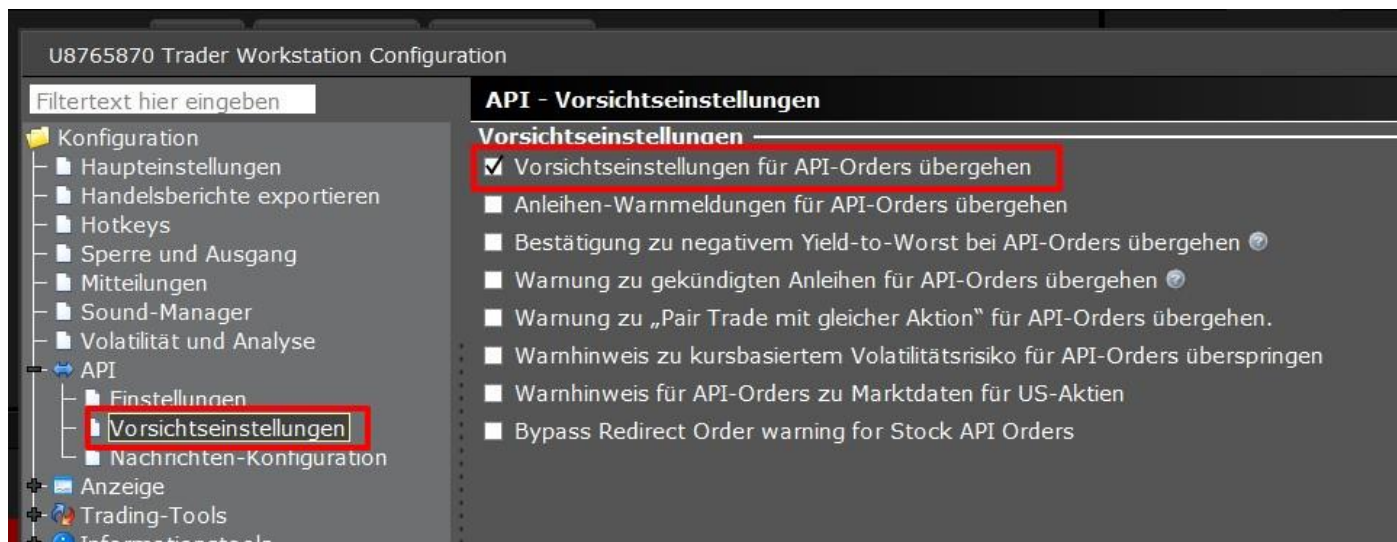 U8765870 Trader Workstation Configuration
Filtertext hier eingeben
Konfiguration
Haupteinstellungen
Handelsberichte exportieren
Hotkeys
Sperre und Ausgang
Mitteilungen
Sound-Manager
Volatilität und Analyse
API
Einstellungen
Vorsichtseinstellungen
Nachrichten-Konfiguration
Anzeige
Trading-Tools
Informationstools
API - Vorsichtseinstellungen
Vorsichtseinstellungen
Vorsichtseinstellungen für API-Orders übergehen
Anleihen-Warnmeldungen für API-Orders übergehen
Bestätigung zu negativem Yield-to-Worst bei API-Orders übergehen
Warnung zu gekündigten Anleihen für API-Orders übergehen
Warnung zu „Pair Trade mit gleicher Aktion“ für API-Orders übergehen.
Warnhinweis zu kursbasiertem Volatilitätsrisiko für API-Orders überspringen
Warnhinweis für API-Orders zu Marktdaten für US-Aktien
Bypass Redirect Order warning for Stock API Orders